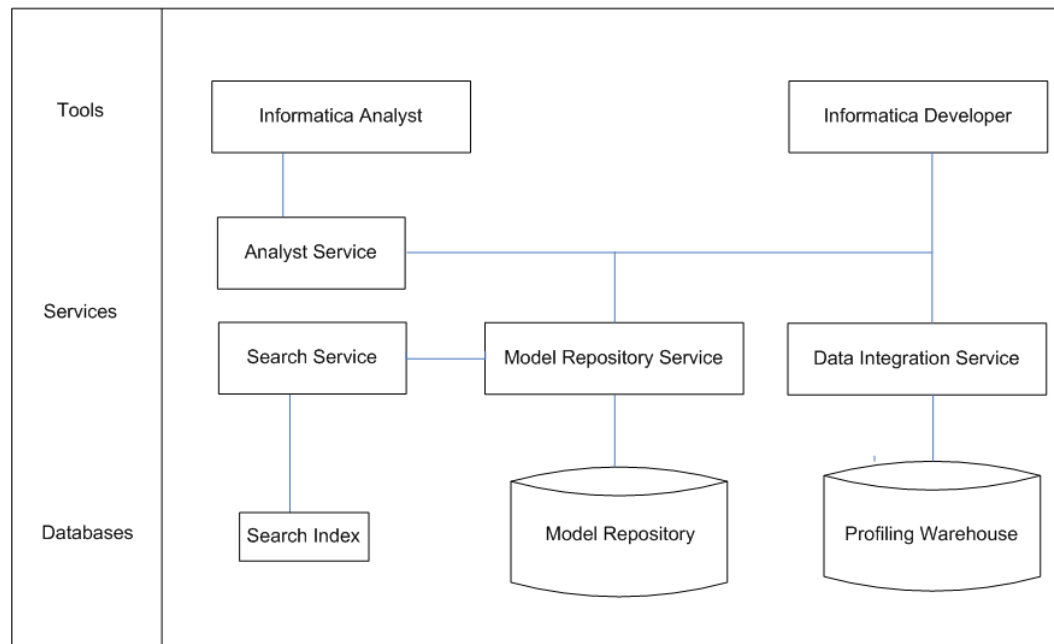 Tools
Informatica Analyst
Informatica Developer
Analyst Service
Services
Search Service
Model Repository Service
Data Integration Service
Databases
Search Index
Model Repository
Profiling Warehouse